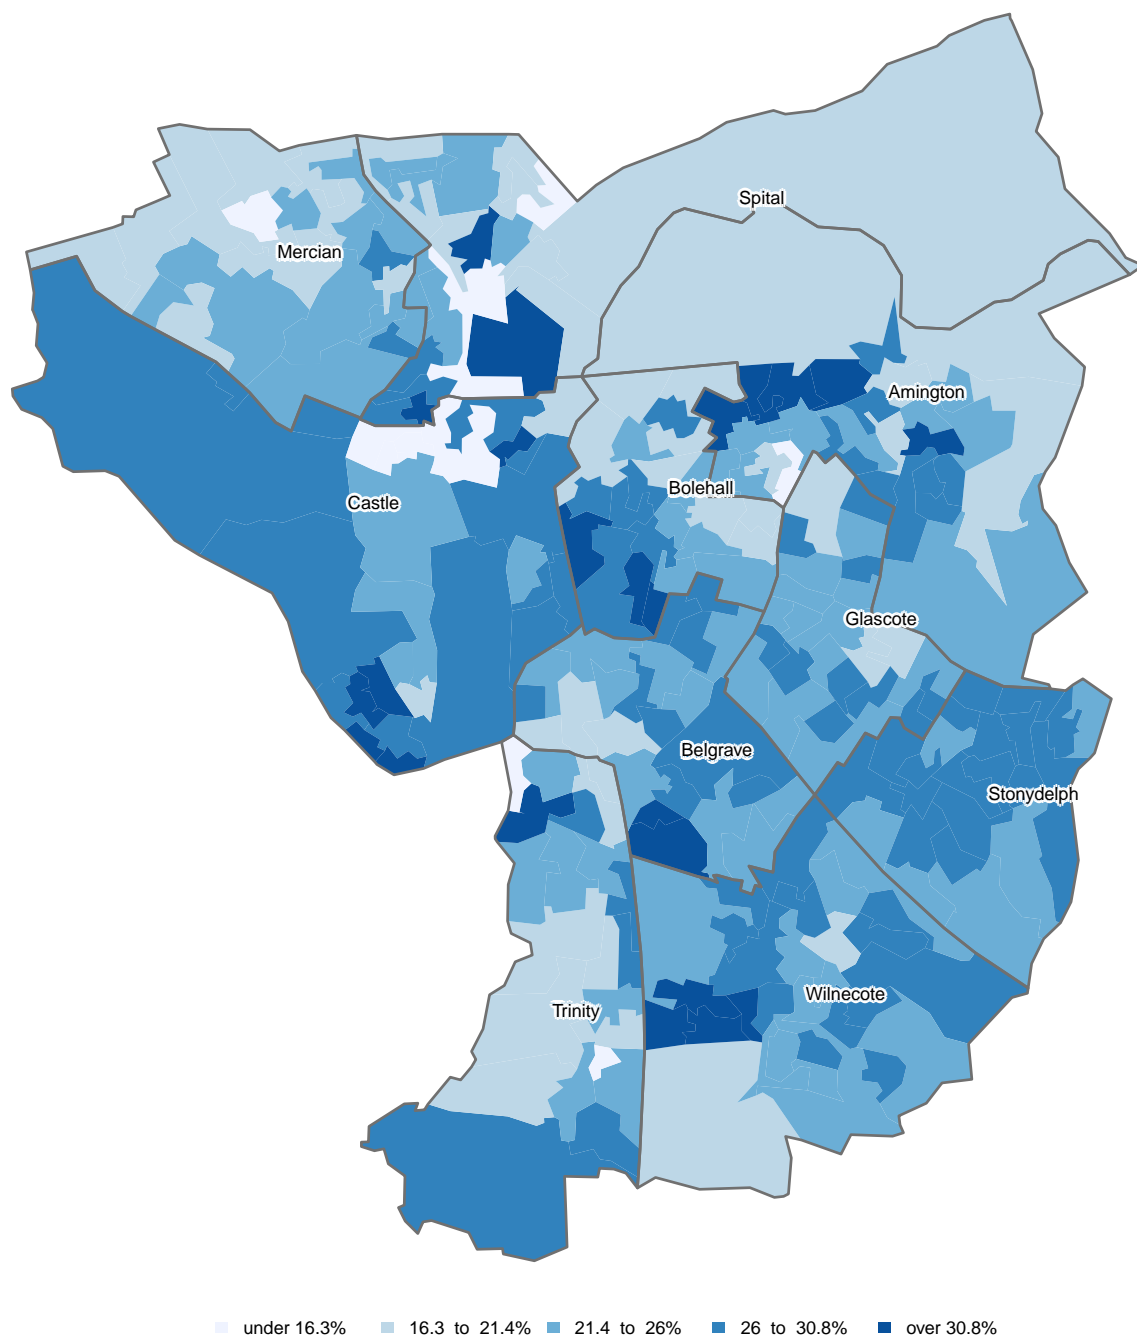 Spital
Mercian
Amington
Bolehall
Castle
Glascote
Belgrave
Stonydelph
Wilnecote
Trinity
under 16.3% 16.3 to 21.4% 21.4 to 26% 26 to 30.8% over 30.8%